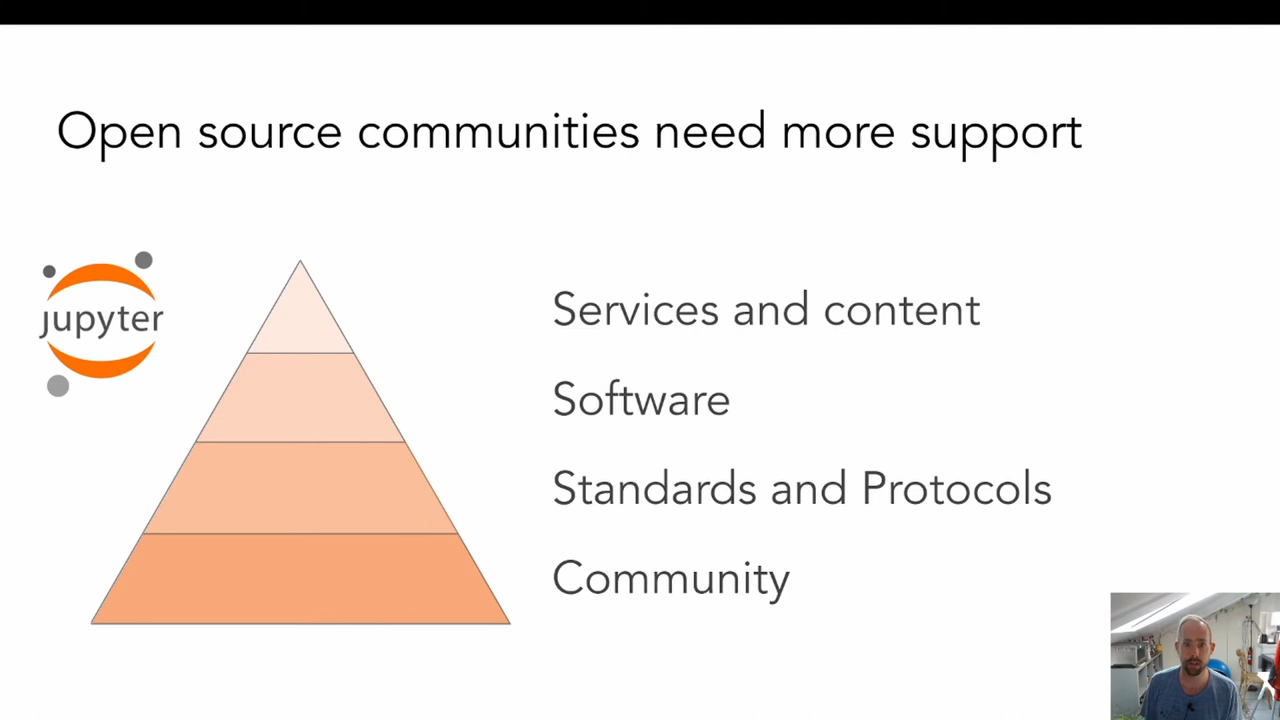 Open source communities need more support
jupyter
Services and content
Software
Standards and Protocols
Community